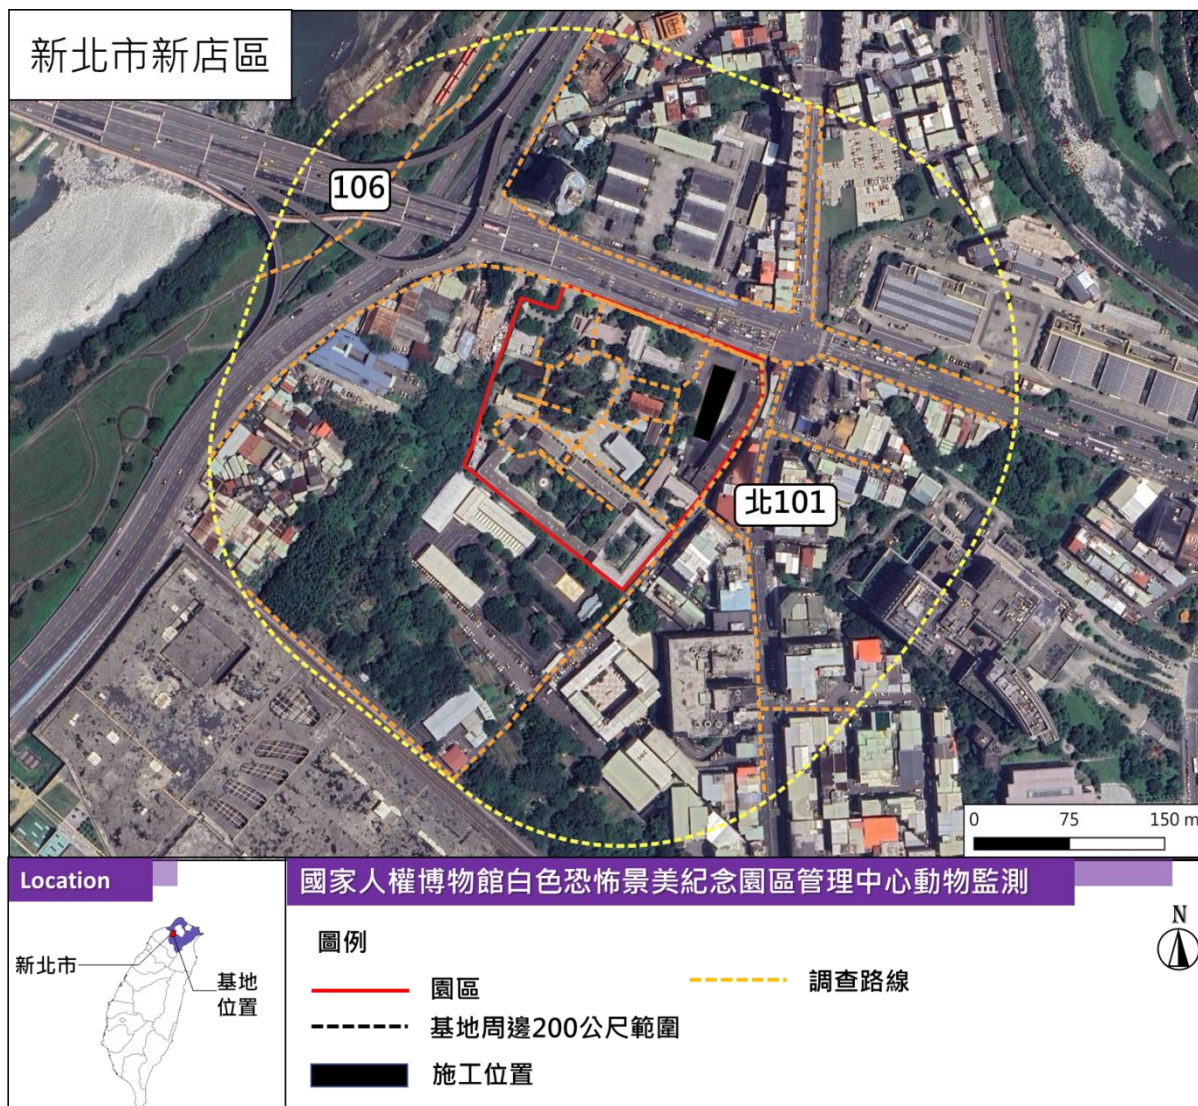 新北市新店區
106
北101
0 75 150 m
Location
新北市
基地
位置
國家人權博物館白色恐怖景美紀念園區管理中心動物監測
圖例
園區
調查路線
基地周邊200公尺範圍
施工位置
N